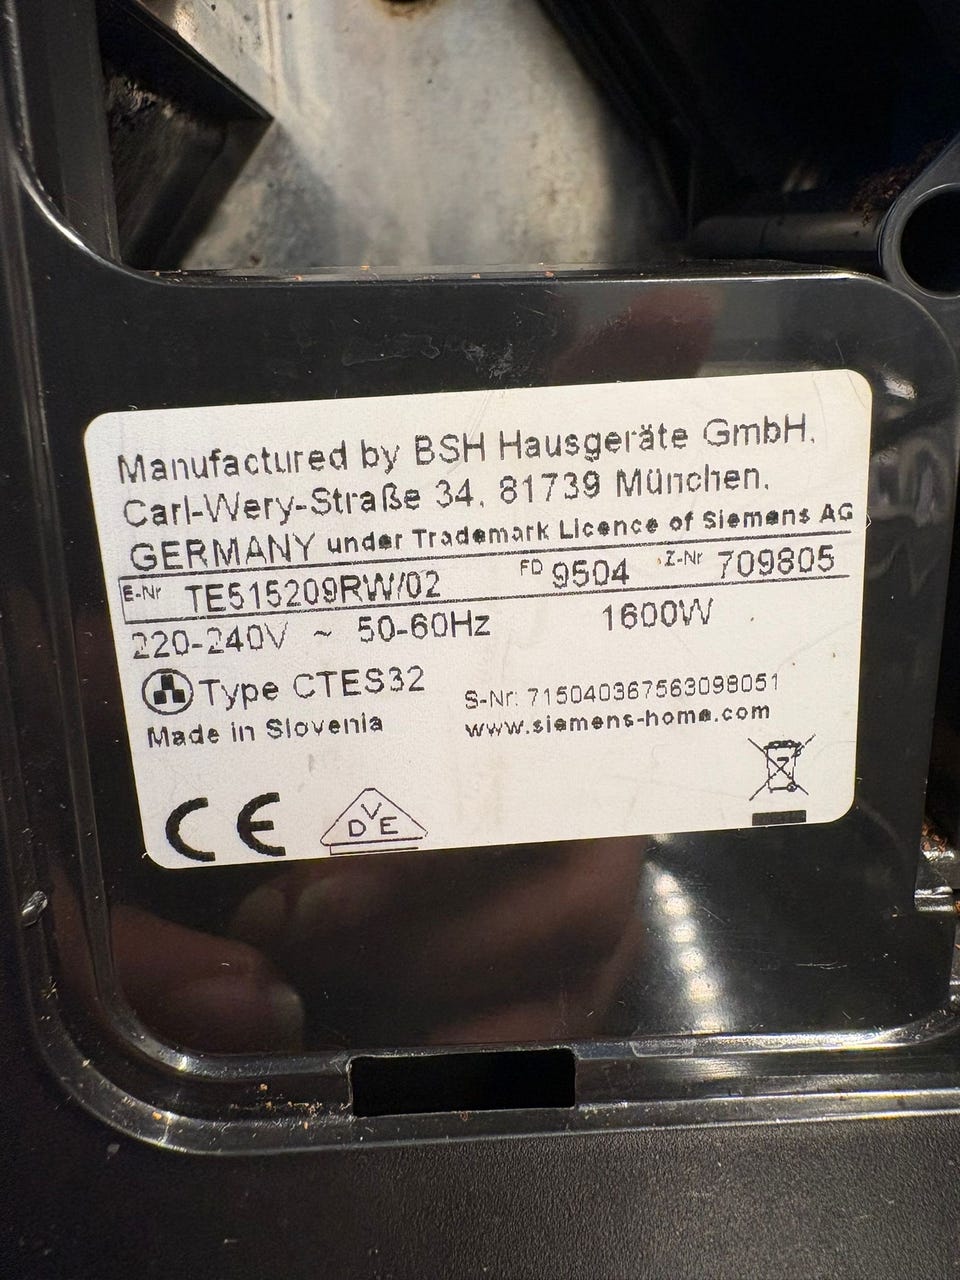 Manufactured by BSH Hausgeräte GmbH.
Carl-Wery-Straße 34, 81739 München,
GERMANY under Trademark Licence of Siemens AG
E-Nr TE515209RW/02 FD 9504 Z-Nr 709805
220-240V ~ 50-60Hz 1600W
Type CTES32 S-Nr: 715040367563098051
Made in Slovenia www.siemens-home.com
CE DVE
7